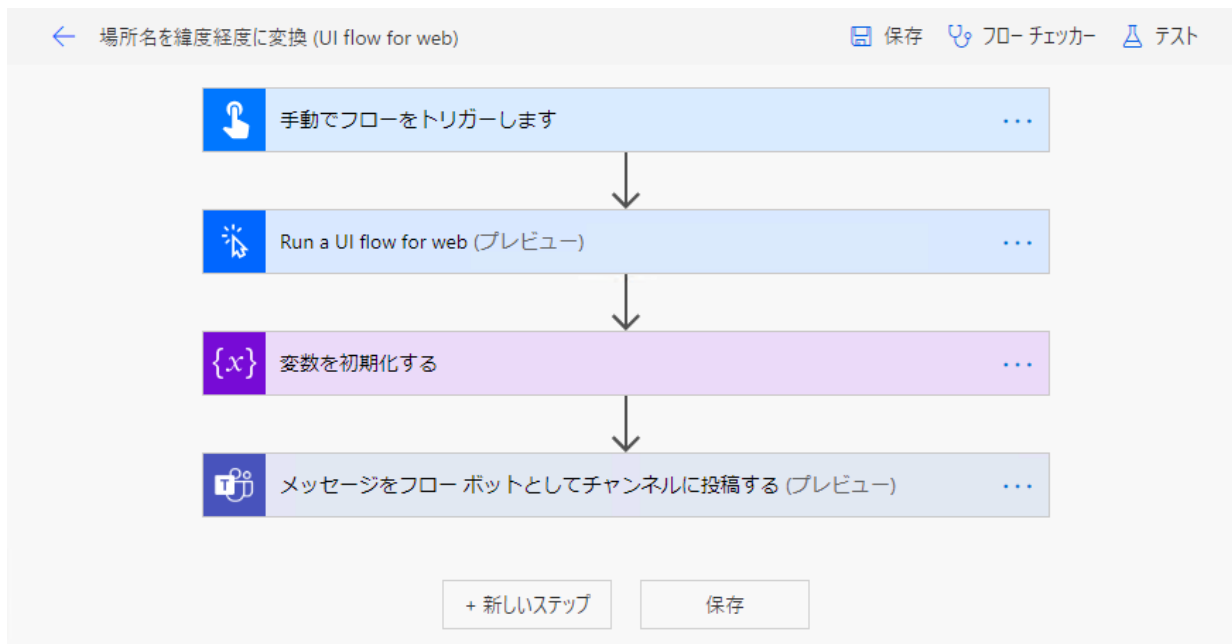 場所名を緯度経度に変換 (UI flow for web)
保存
フロー チェッカー
テスト
手動でフローをトリガーします
Run a UI flow for web (プレビュー)
{x}
変数を初期化する
T
メッセージをフロー ボットとしてチャンネルに投稿する (プレビュー)
+ 新しいステップ
保存